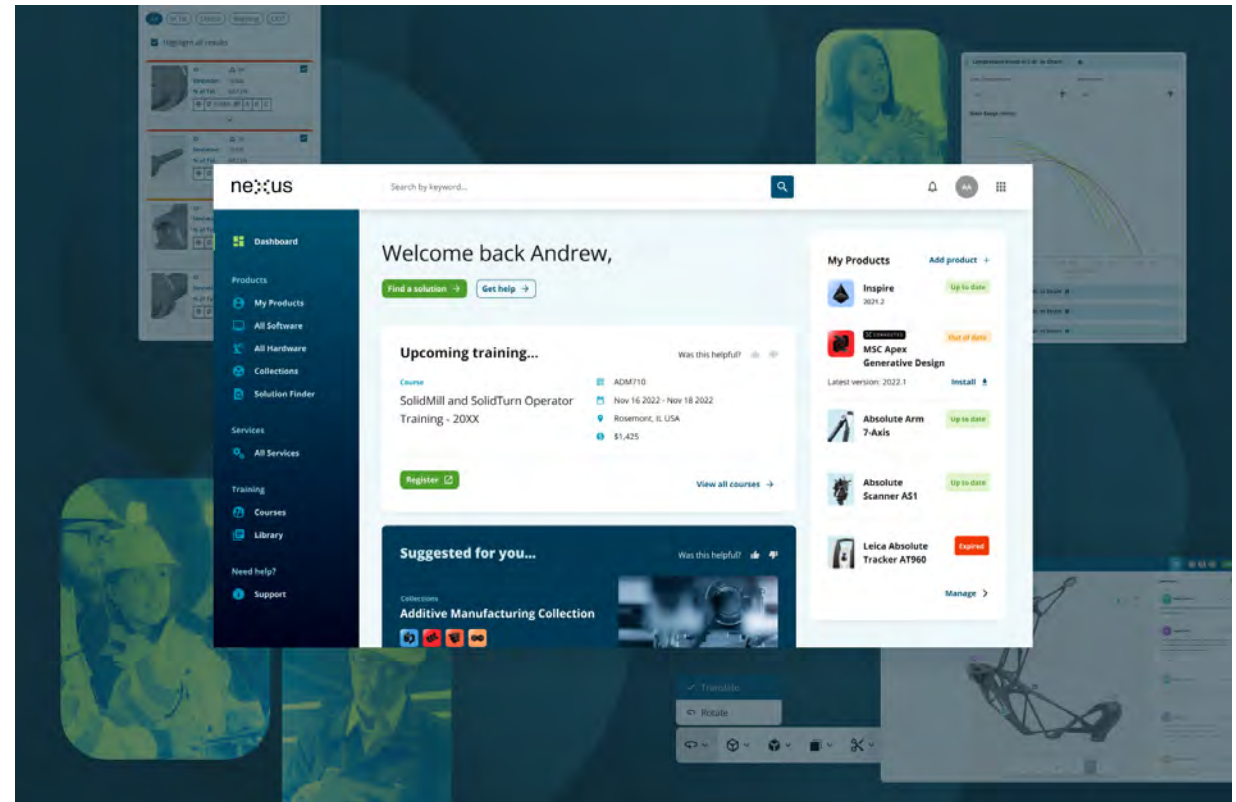 Highlight all results
nexus
Search by keyword...
AA
Dashboard
Products
My Products
All Software
All Hardware
Collections
Solution Finder
Services
All Services
Training
Courses
Library
Need help?
Support
Welcome back Andrew,
Find a solution →
Get help →
Upcoming training...
Was this helpful?
Course
SolidMill and SolidTurn Operator
Training - 20XX
ADM710
Nov 16 2022 - Nov 18 2022
Rosemont, IL USA
$1,425
Register
View all courses →
Suggested for you...
Was this helpful?
Collections
Additive Manufacturing Collection
My Products
Add product +
Inspire
2021.2
Up to date
CONNECTED
MSC Apex
Generative Design
Out of date
Latest version: 2022.1
Install
Absolute Arm
7-Axis
Up to date
Absolute
Scanner AS1
Up to date
Leica Absolute
Tracker AT960
Expired
Manage >
Translate
Rotate